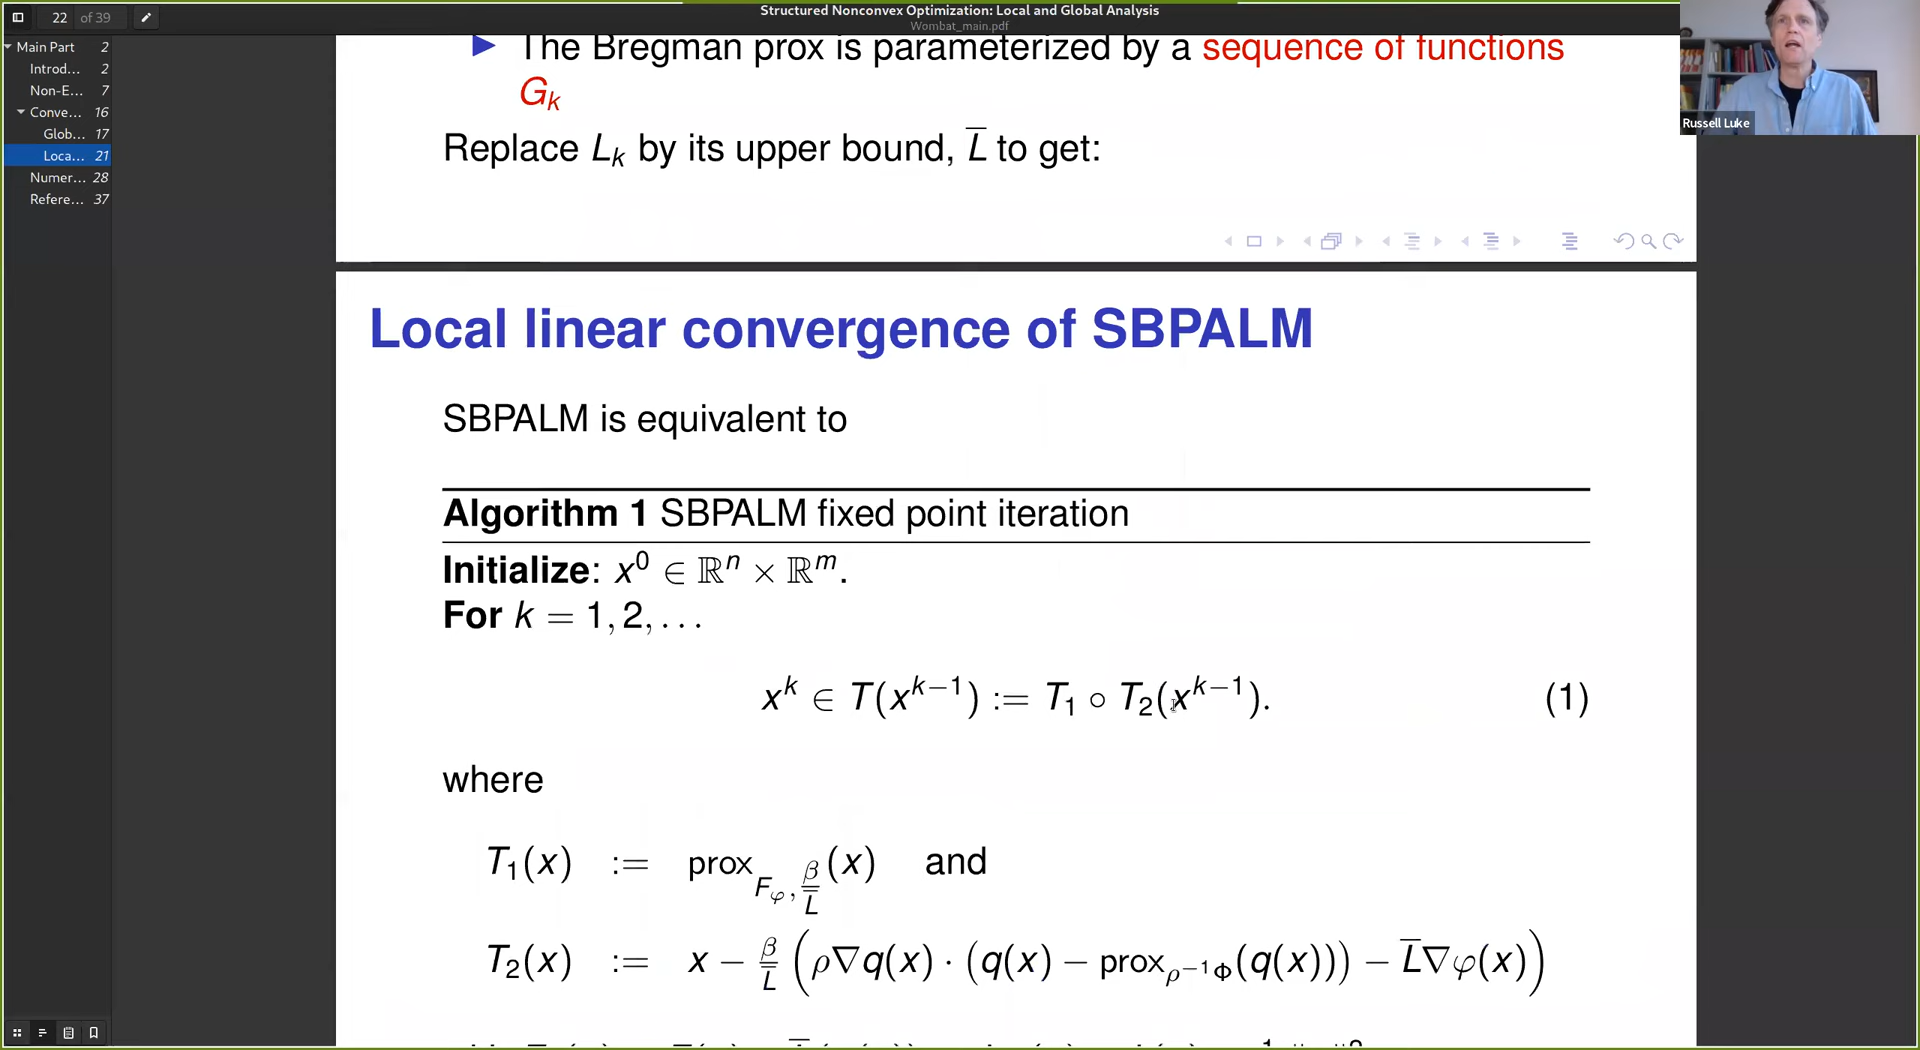 22 of 39
Structured Nonconvex Optimization: Local and Global Analysis
Wombat_main.pdf
Main Part 2
Introd... 2
Non-E... 7
Conve... 16
Glob... 17
Loca... 21
Numer... 28
Refere... 37
Russell Luke
The Bregman prox is parameterized by a sequence of functions
G_k
Replace L_k by its upper bound, L̅ to get:
Local linear convergence of SBPALM
SBPALM is equivalent to
Algorithm 1 SBPALM fixed point iteration
Initialize: x^0 ∈ ℝ^n × ℝ^m.
For k = 1, 2, . . .
x^k ∈ T(x^{k−1}) := T_1 ∘ T_2(x^{k−1}). (1)
where
T_1(x) := prox_{F_φ, β/L̅}(x) and
T_2(x) := x − β/L̅ (ρ∇q(x) · (q(x) − prox_{ρ^{−1}Φ}(q(x))) − L̅∇φ(x))